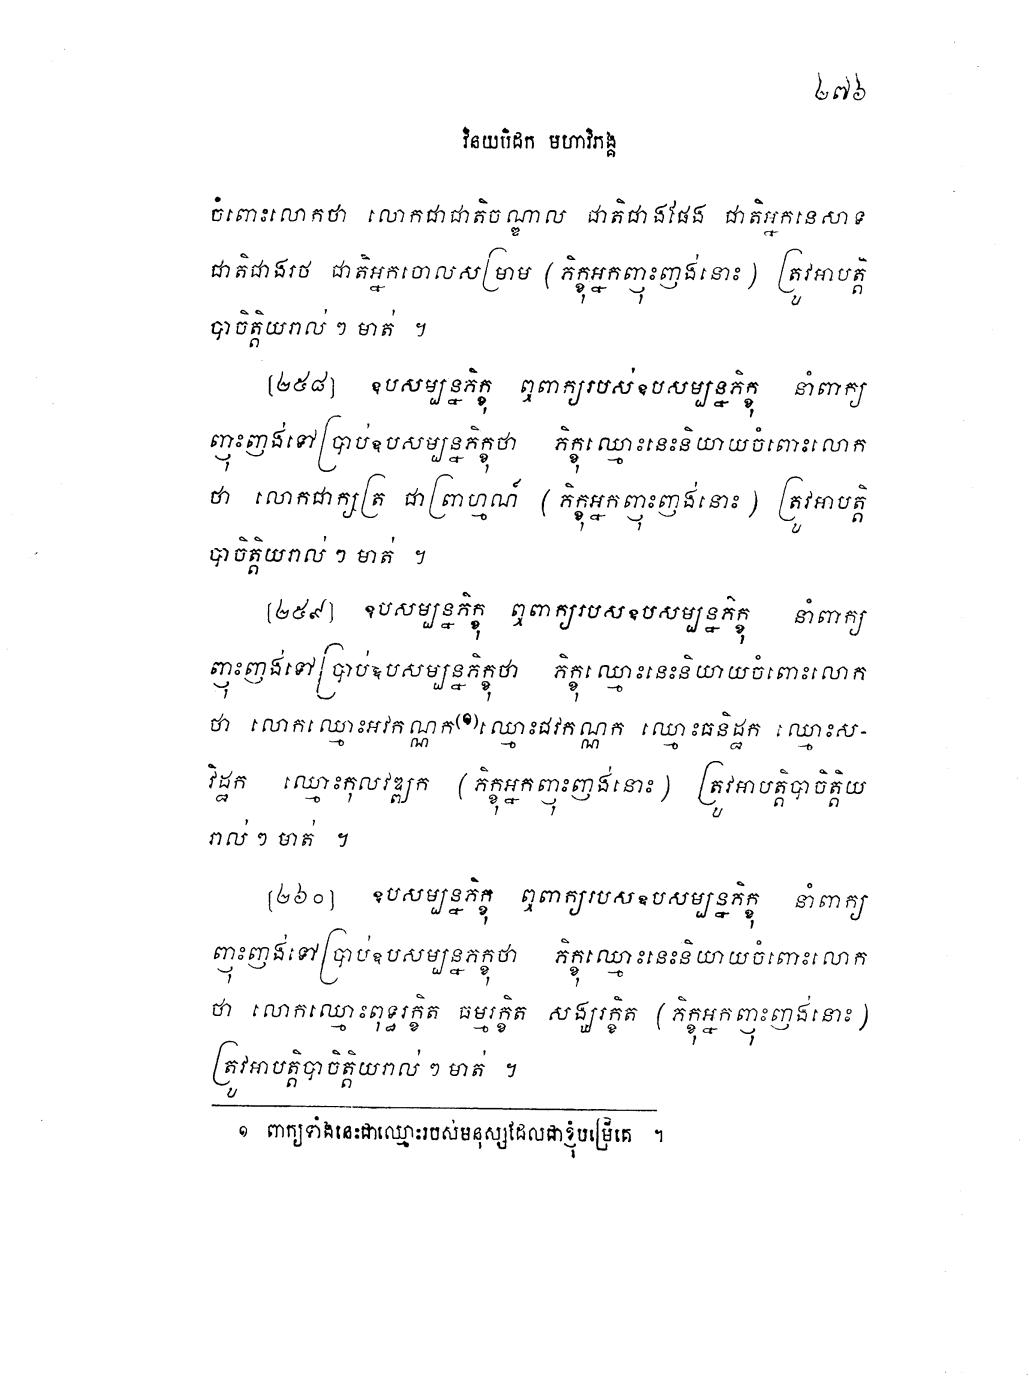 ២៧៦
វិនយបិដក មហាវិភង្គ
ចំពោះលោកថា លោកជាជាតិចណ្ឌាល ជាតិជាងផែង ជាតិអ្នកនេសាទ
ជាតិជាងរថ ជាតិអ្នកចោលសម្រាម (ភិក្ខុអ្នកញុះញង់នោះ) ត្រូវអាបត្តិ
បាចិត្តិយរាល់ៗមាត់ ។
[២៥៨] ឧបសម្បន្នភិក្ខុ ឮពាក្យរបស់ឧបសម្បន្នភិក្ខុ នាំពាក្យ
ញុះញង់ទៅប្រាប់ឧបសម្បន្នភិក្ខុថា ភិក្ខុឈ្មោះនេះនិយាយចំពោះលោក
ថា លោកជាក្សត្រ ជាព្រាហ្មណ៍ (ភិក្ខុអ្នកញុះញង់នោះ) ត្រូវអាបត្តិ
បាចិត្តិយរាល់ៗមាត់ ។
[២៥៩] ឧបសម្បន្នភិក្ខុ ឮពាក្យរបសឧបសម្បន្នភិក្ខុ នាំពាក្យ
ញុះញង់ទៅប្រាប់ឧបសម្បន្នភិក្ខុថា ភិក្ខុឈ្មោះនេះនិយាយចំពោះលោក
ថា លោកឈ្មោះអវកណ្ណក(១)ឈ្មោះជវកណ្ណក ឈ្មោះធនិដ្ឋក ឈ្មោះស-
វិដ្ឋក ឈ្មោះកុលវឌ្ឍក (ភិក្ខុអ្នកញុះញង់នោះ) ត្រូវអាបត្តិបាចិត្តិយ
រាល់ៗមាត់ ។
[២៦០] ឧបសម្បន្នភិក្ខុ ឮពាក្យរបសឧបសម្បន្នភិក្ខុ នាំពាក្យ
ញុះញង់ទៅប្រាប់ឧបសម្បន្នភក្ខុថា ភិក្ខុឈ្មោះនេះនិយាយចំពោះលោក
ថា លោកឈ្មោះពុទ្ធរក្ខិត ធម្មរក្ខិត សង្ឃរក្ខិត (ភិក្ខុអ្នកញុះញង់នោះ)
ត្រូវអាបត្តិបាចិត្តិយរាល់ៗមាត់ ។
១ ពាក្យទាំងនេះជាឈ្មោះរបស់មនុស្សដែលជាខ្ញុំបម្រើគេ ។